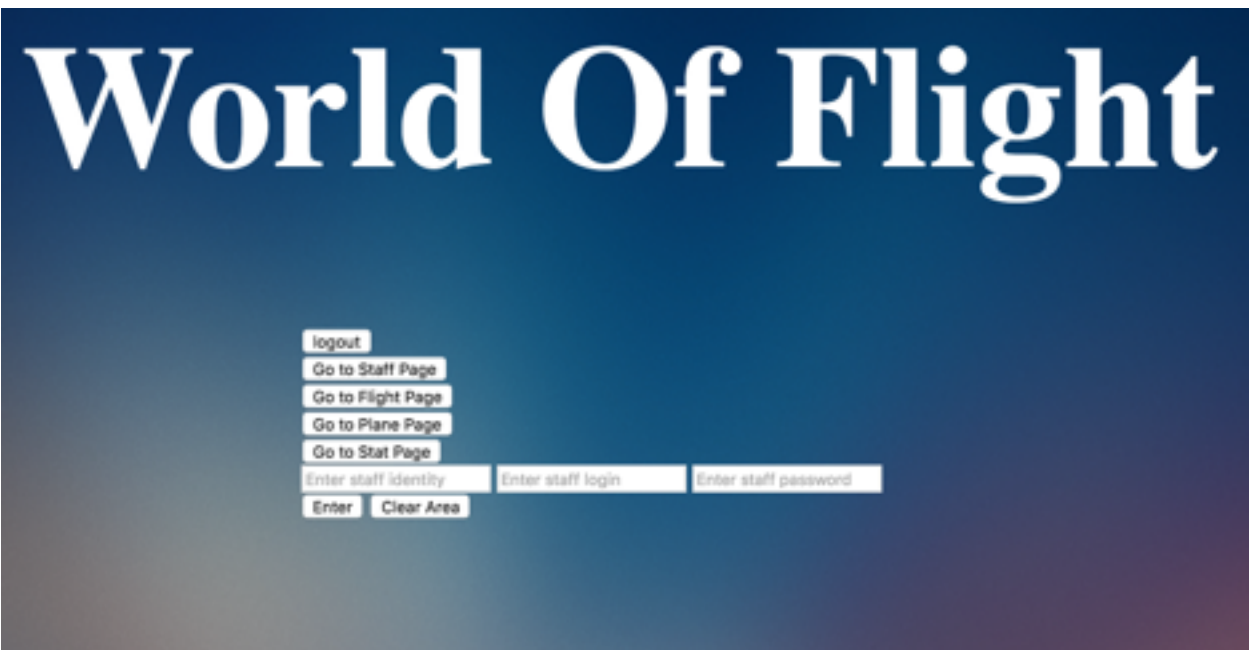 World Of Flight
logout
Go to Staff Page
Go to Flight Page
Go to Plane Page
Go to Stat Page
Enter staff identity Enter staff login Enter staff password
Enter Clear Area